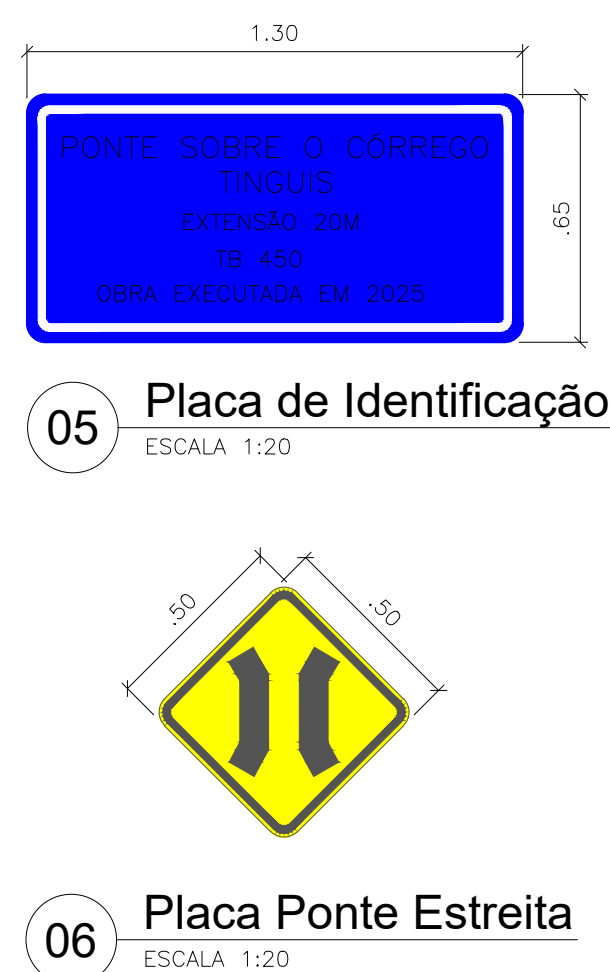 1.30
PONTE SOBRE O CÓRREGO
TINGUIS
EXTENSÃO 20M
TB 450
OBRA EXECUTADA EM 2025
.65
05 Placa de Identificação
ESCALA 1:20
.50 .50
06 Placa Ponte Estreita
ESCALA 1:20